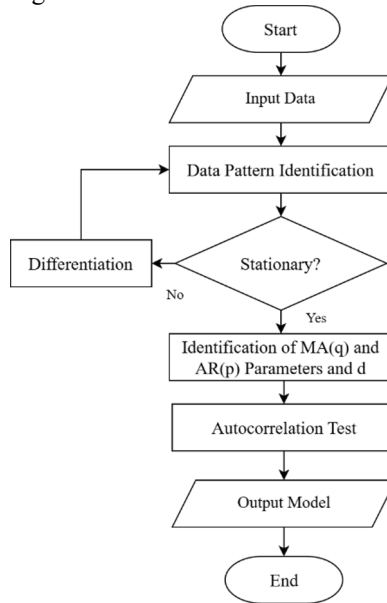 Start
Input Data
Data Pattern Identification
Differentiation
Stationary?
No
Yes
Identification of MA(q) and
AR(p) Parameters and d
Autocorrelation Test
Output Model
End